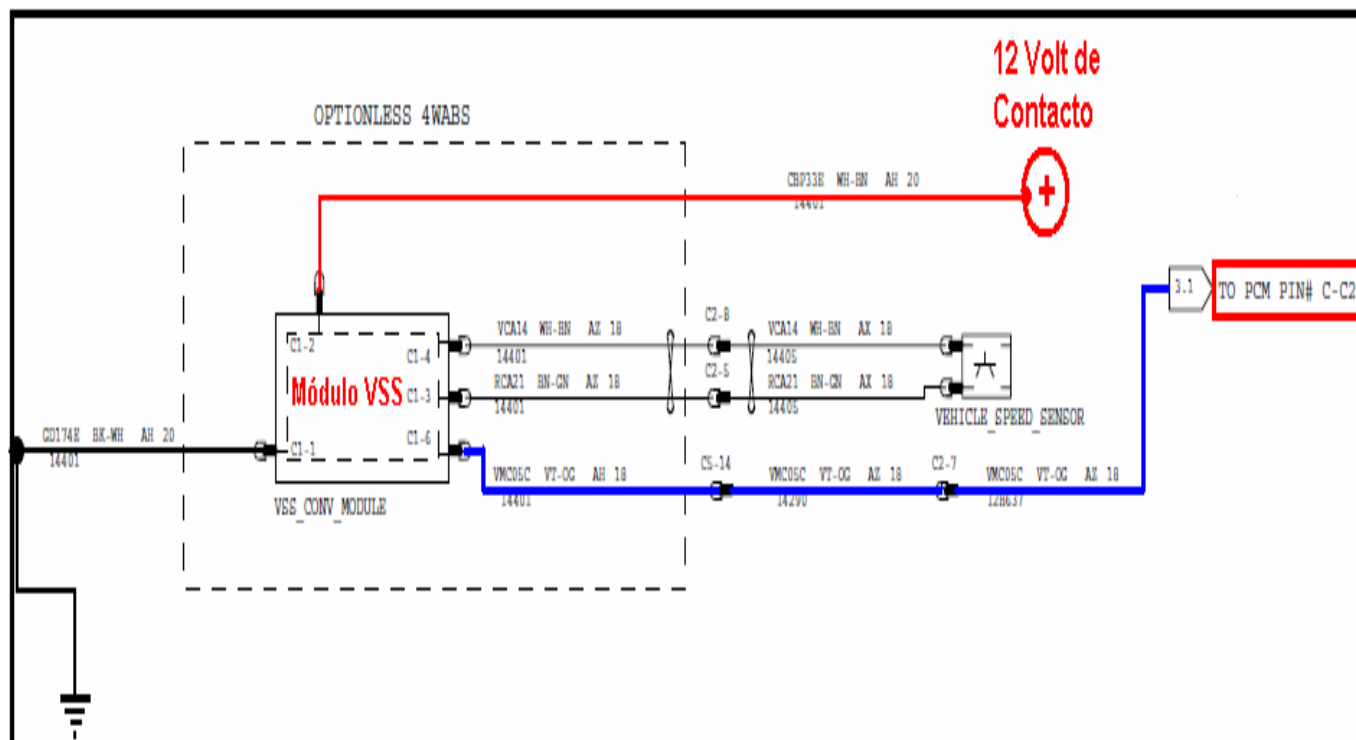 12 Volt de
Contacto
+
OPTIONLESS 4WABS
CBP33E WH-BN AH 20
14401
3.1
TO PCM PIN# C-C2
C1-2
C1-4
Módulo VSS
C1-3
C1-6
C1-1
VSS_CONV_MODULE
VCA14 WH-BN AZ 18
14401
C2-8
VCA14 WH-BN AX 18
14405
RCA21 BN-GN AZ 18
14401
C2-5
RCA21 BN-GN AX 18
14405
VEHICLE_SPEED_SENSOR
GD174E BK-WH AH 20
14401
VMC05C VT-OG AH 18
14401
C5-14
VMC05C VT-OG AZ 18
14290
C2-7
VMC05C VT-OG AZ 18
12B637